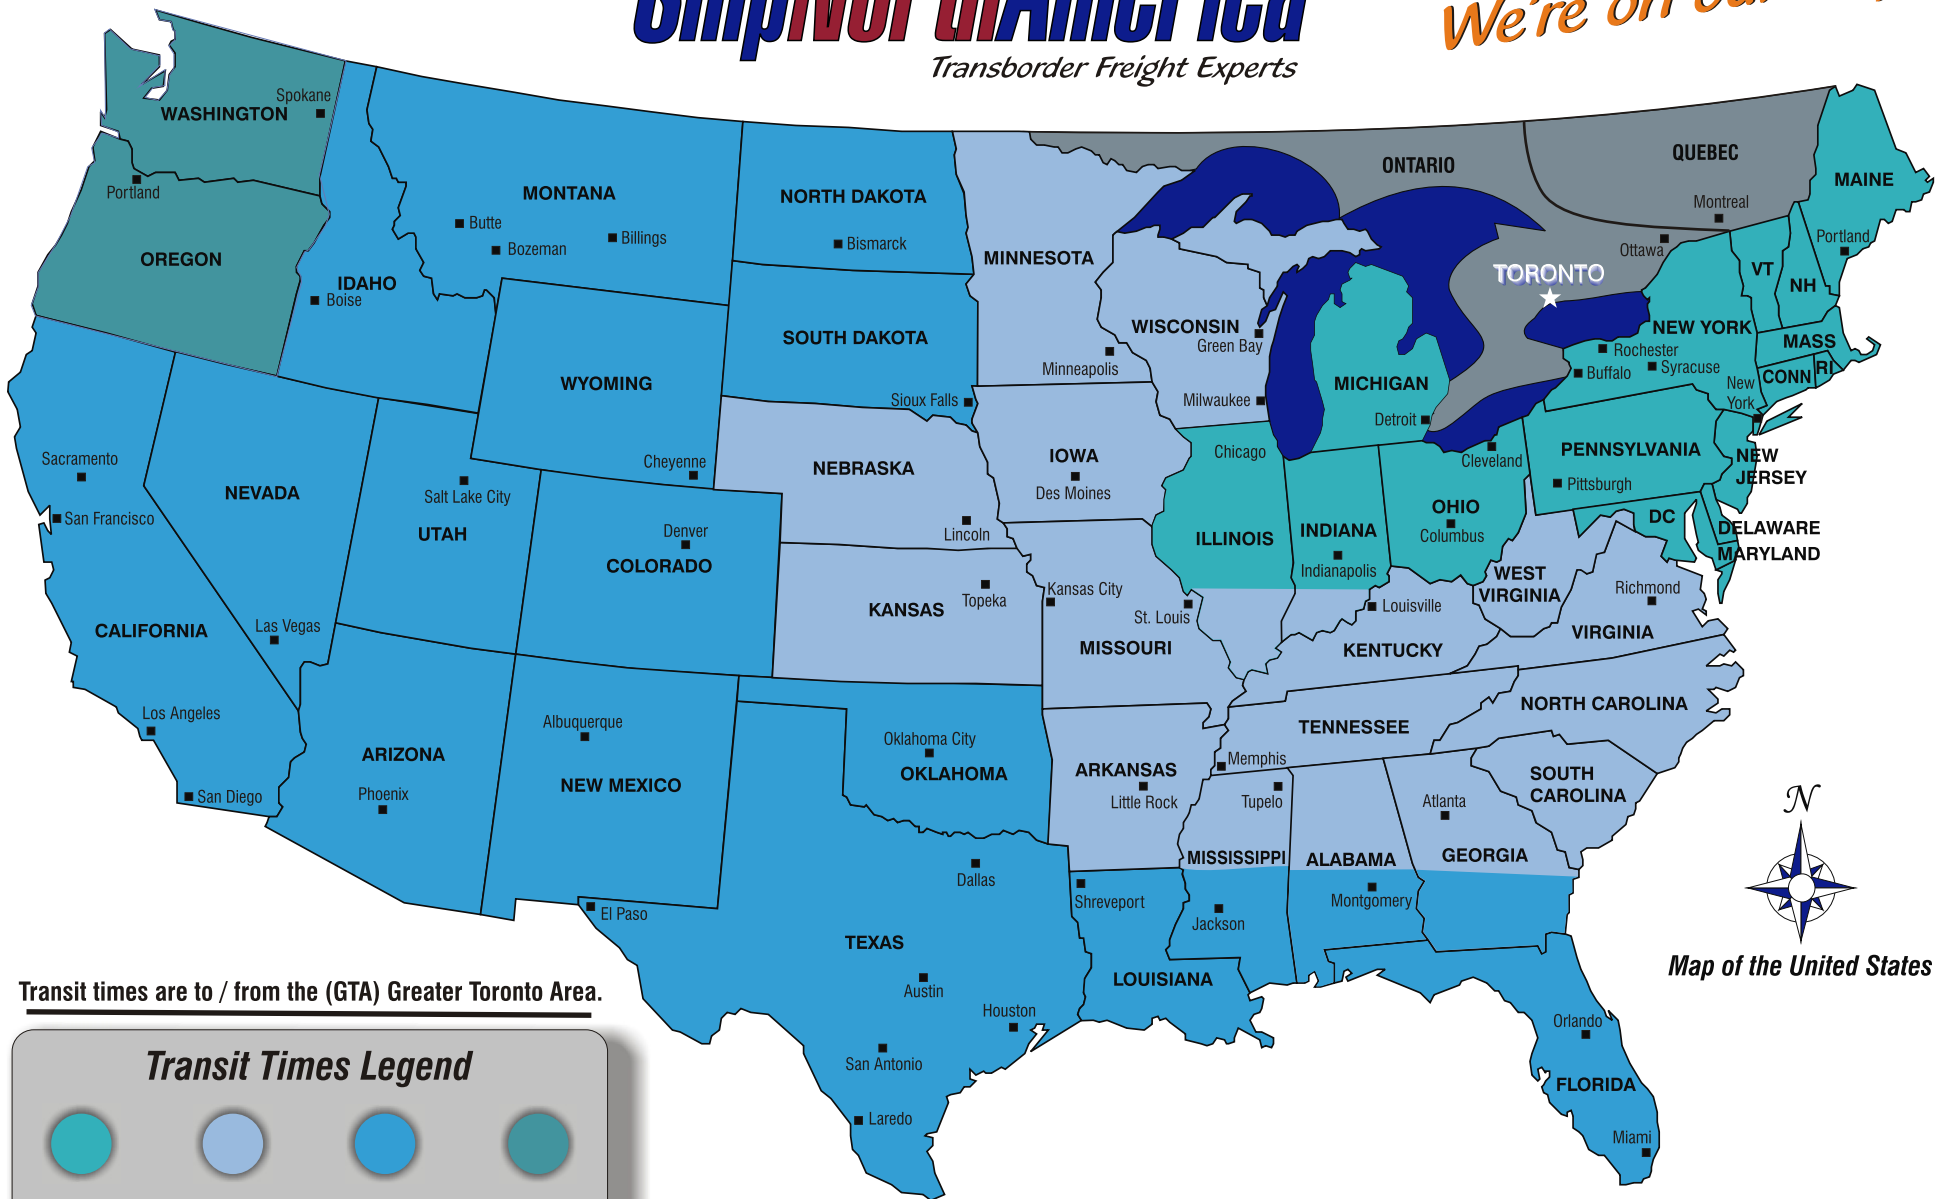 ShipNorthAmerica
We're on
Transborder Freight Experts
WASHINGTON
Spokane
Portland
OREGON
IDAHO
Boise
MONTANA
Butte
Bozeman
Billings
NORTH DAKOTA
Bismarck
MINNESOTA
Minneapolis
ONTARIO
QUEBEC
Montreal
Ottawa
TORONTO
MAINE
Portland
VT
NH
NEW YORK
Rochester
Syracuse
Buffalo
New
York
MASS
CONN
RI
WISCONSIN
Green Bay
Milwaukee
MICHIGAN
Detroit
SOUTH DAKOTA
Sioux Falls
WYOMING
Cheyenne
NEBRASKA
Lincoln
IOWA
Des Moines
Chicago
ILLINOIS
INDIANA
Indianapolis
OHIO
Cleveland
Columbus
PENNSYLVANIA
Pittsburgh
NEW
JERSEY
DC
DELAWARE
MARYLAND
Sacramento
San Francisco
NEVADA
Las Vegas
CALIFORNIA
Los Angeles
San Diego
Salt Lake City
UTAH
Denver
COLORADO
KANSAS
Topeka
Kansas City
St. Louis
MISSOURI
Louisville
KENTUCKY
WEST
VIRGINIA
Richmond
VIRGINIA
NORTH CAROLINA
TENNESSEE
Memphis
ARIZONA
Phoenix
Albuquerque
NEW MEXICO
Oklahoma City
OKLAHOMA
ARKANSAS
Little Rock
Tupelo
MISSISSIPPI
Jackson
ALABAMA
Montgomery
Atlanta
GEORGIA
SOUTH
CAROLINA
El Paso
Dallas
TEXAS
Austin
Houston
San Antonio
Laredo
Shreveport
LOUISIANA
Orlando
FLORIDA
Miami
N
Map of the United States
Transit times are to / from the (GTA) Greater Toronto Area.
Transit Times Legend